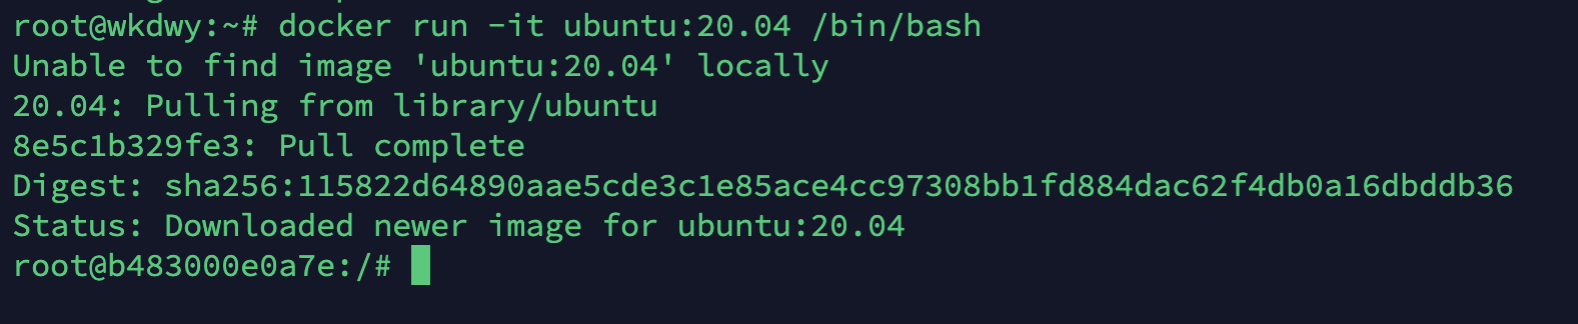 root@wkdwy:~# docker run -it ubuntu:20.04 /bin/bash
Unable to find image 'ubuntu:20.04' locally
20.04: Pulling from library/ubuntu
8e5c1b329fe3: Pull complete
Digest: sha256:115822d64890aae5cde3c1e85ace4cc97308bb1fd884dac62f4db0a16dbddb36
Status: Downloaded newer image for ubuntu:20.04
root@b483000e0a7e:/#